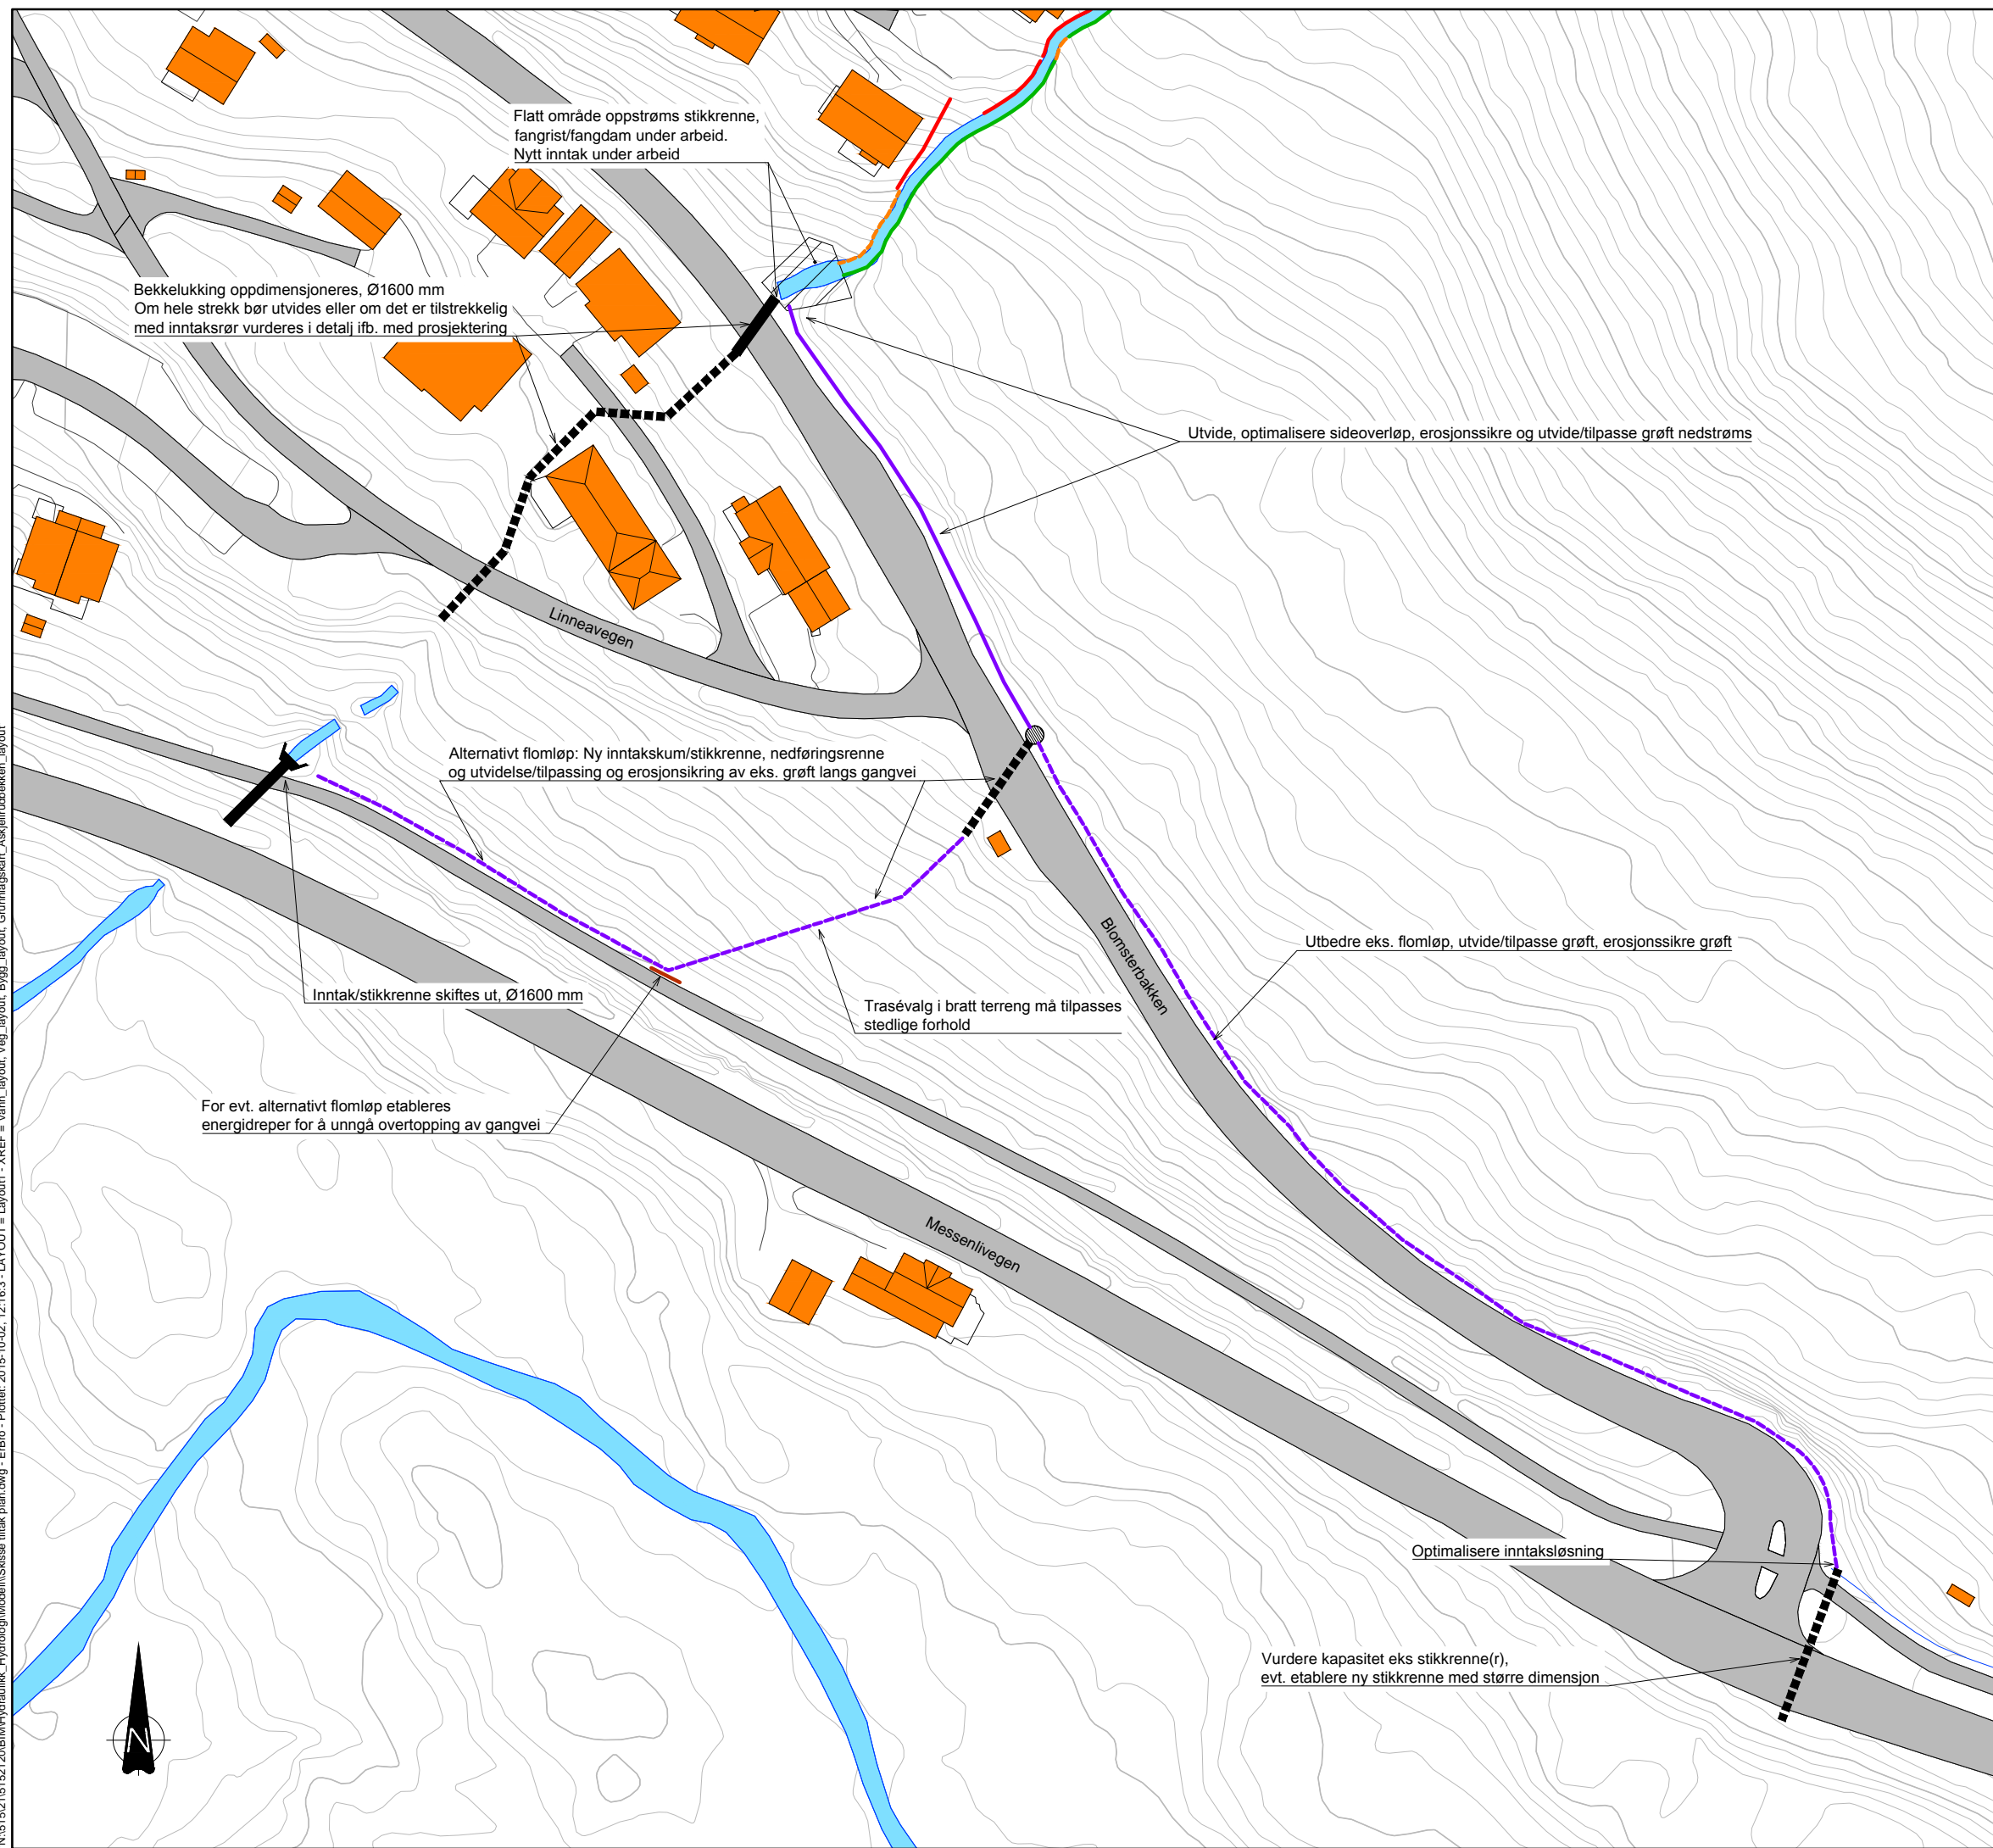 Flatt område oppstrøms stikkrenne,
fangrist/fangdam under arbeid.
Nytt inntak under arbeid
Bekkelukking oppdimensjoneres, Ø1600 mm
Om hele strekk bør utvides eller om det er tilstrekkelig
med inntaksrør vurderes i detalj ifb. med prosjektering
Utvide, optimalisere sideoverløp, erosjonssikre og utvide/tilpasse grøft nedstrøms
Linneavegen
Alternativt flomløp: Ny inntakskum/stikkrenne, nedføringsrenne
og utvidelse/tilpassing og erosjonsikring av eks. grøft langs gangvei
Blomsterbakken
Utbedre eks. flomløp, utvide/tilpasse grøft, erosjonssikre grøft
Inntak/stikkrenne skiftes ut, Ø1600 mm
Trasévalg i bratt terreng må tilpasses
stedlige forhold
For evt. alternativt flomløp etableres
energidreper for å unngå overtopping av gangvei
Messenlivegen
Optimalisere inntaksløsning
Vurdere kapasitet eks stikkrenne(r),
evt. etablere ny stikkrenne med større dimensjon
N